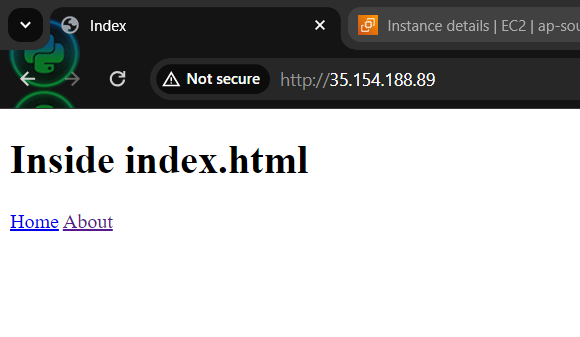 Index
Instance details | EC2 | ap-sou
Not secure http://35.154.188.89
Inside index.html
Home About